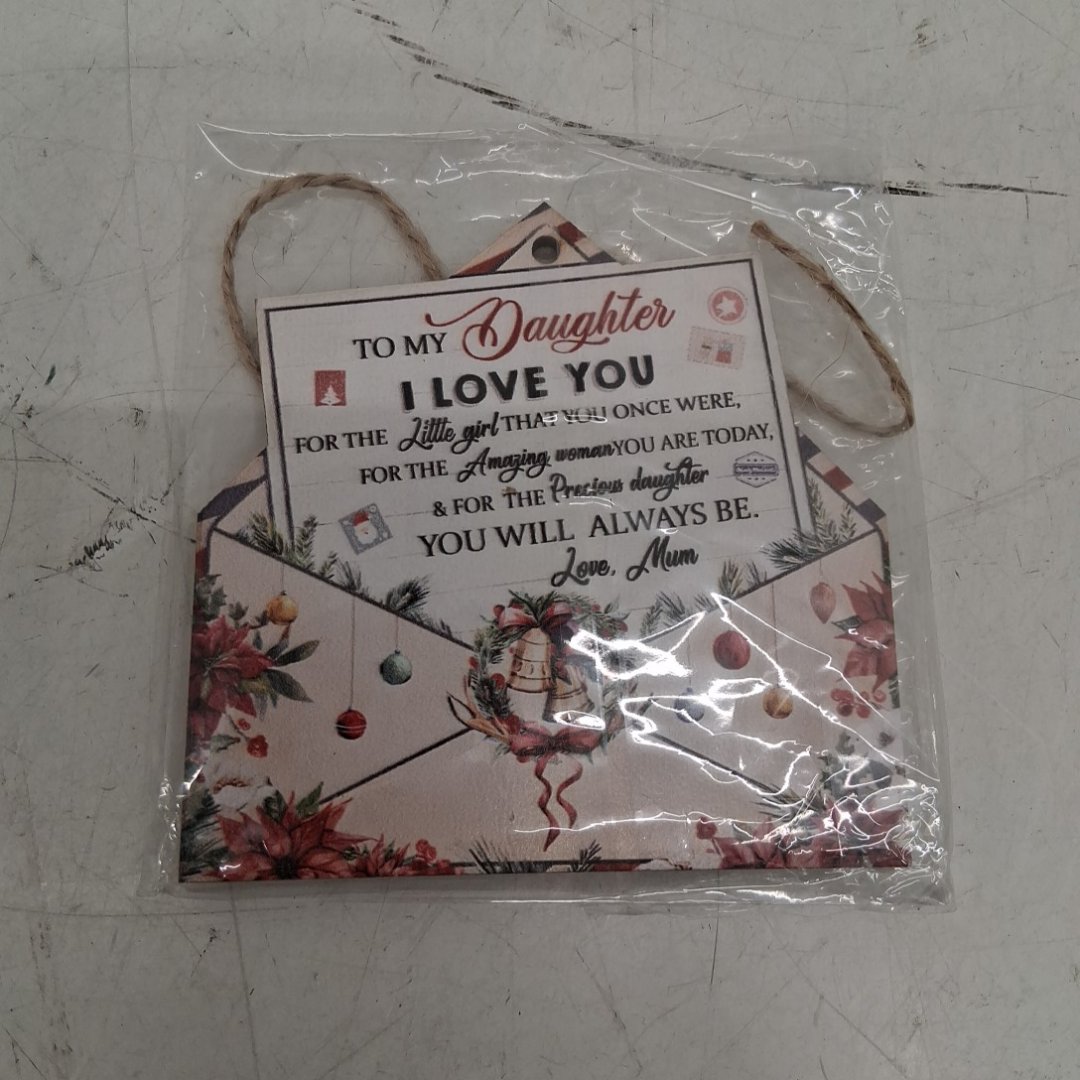 TO MY Daughter
I LOVE YOU
FOR THE Little girl THAT YOU ONCE WERE,
FOR THE Amazing woman YOU ARE TODAY,
& FOR THE Precious daughter
YOU WILL ALWAYS BE.
Love, Mum